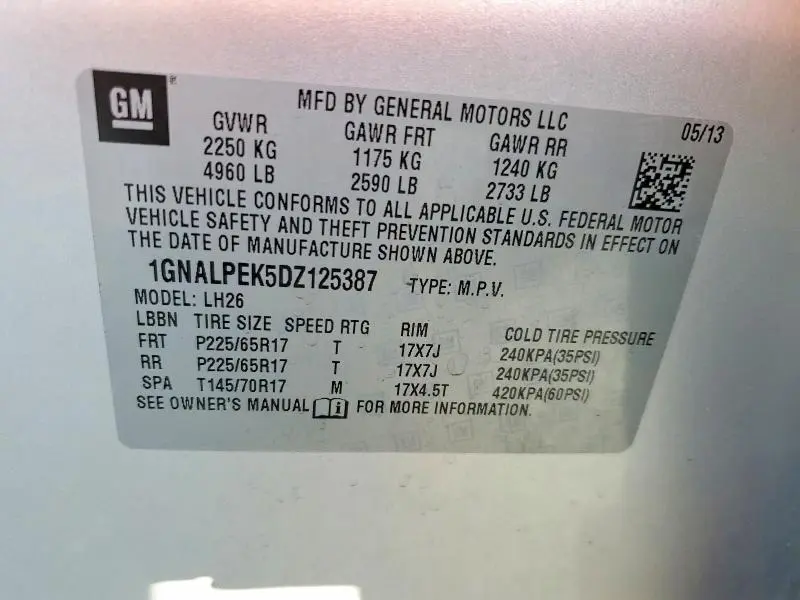 GM
MFD BY GENERAL MOTORS LLC
05/13
GVWR GAWR FRT GAWR RR
2250 KG 1175 KG 1240 KG
4960 LB 2590 LB 2733 LB
THIS VEHICLE CONFORMS TO ALL APPLICABLE U.S. FEDERAL MOTOR
VEHICLE SAFETY AND THEFT PREVENTION STANDARDS IN EFFECT ON
THE DATE OF MANUFACTURE SHOWN ABOVE.
1GNALPEK5DZ125387 TYPE: M.P.V.
MODEL: LH26
LBBN TIRE SIZE SPEED RTG RIM COLD TIRE PRESSURE
FRT P225/65R17 T 17X7J 240KPA(35PSI)
RR P225/65R17 T 17X7J 240KPA(35PSI)
SPA T145/70R17 M 17X4.5T 420KPA(60PSI)
SEE OWNER'S MANUAL FOR MORE INFORMATION.